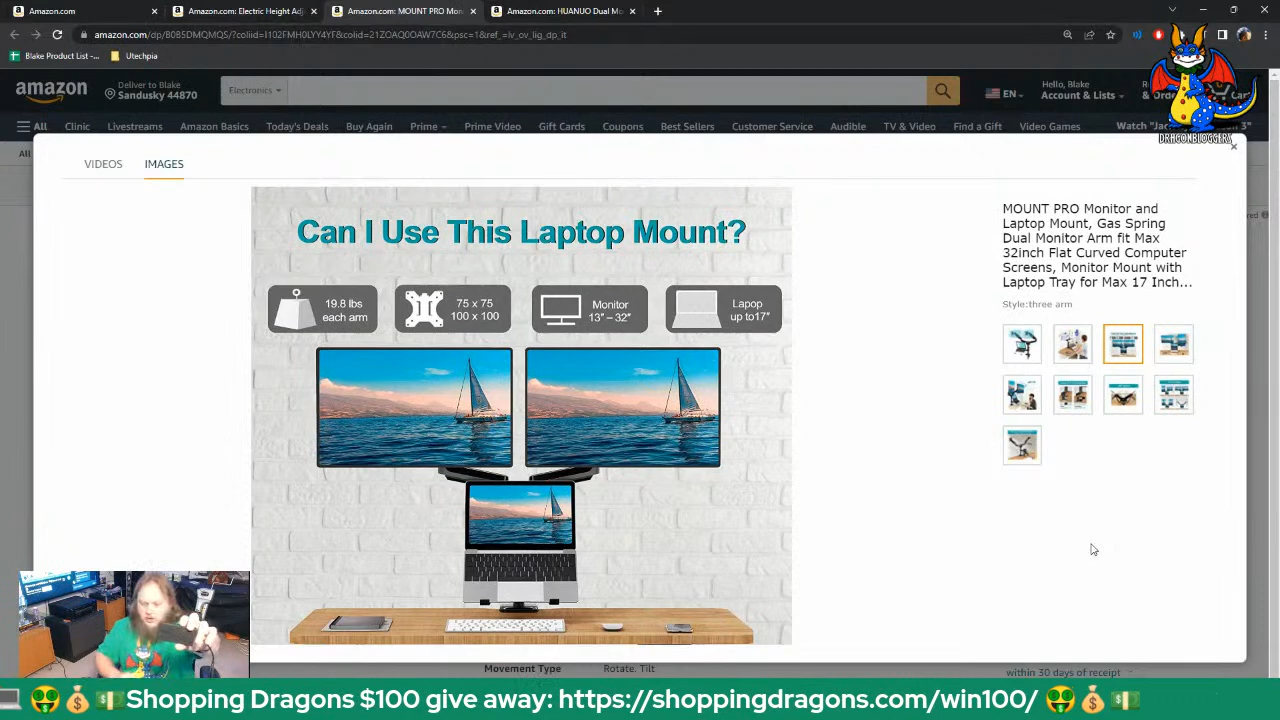 Amazon.com
Amazon.com: Electric Height Adj
Amazon.com: MOUNT PRO Mon
Amazon.com: HUANUO Dual Mo
amazon.com/dp/B085DMQMQS/?coliid=I102FMH0LYY4YF&colid=21ZOAQ0OAW7C6&psc=1&ref_=lv_ov_lig_dp_it
Blake Product List -...
Utechpia
amazon
Deliver to Blake
Sandusky 44870
Electronics
EN
Hello, Blake
Account & Lists
& Orde
Cart
DRAGONBLOGGERS
All
Clinic
Livestreams
Amazon Basics
Today's Deals
Buy Again
Prime
Prime Video
Gift Cards
Coupons
Best Sellers
Customer Service
Audible
TV & Video
Find a Gift
Video Games
All
VIDEOS
IMAGES
Can I Use This Laptop Mount?
19.8 lbs
each arm
75 x 75
100 x 100
Monitor
13" – 32"
Lapop
up to17"
MOUNT PRO Monitor and
Laptop Mount, Gas Spring
Dual Monitor Arm fit Max
32inch Flat Curved Computer
Screens, Monitor Mount with
Laptop Tray for Max 17 Inch...
Style:three arm
Movement Type
Rotate, Tilt
within 30 days of receipt
Shopping Dragons $100 give away: https://shoppingdragons.com/win100/